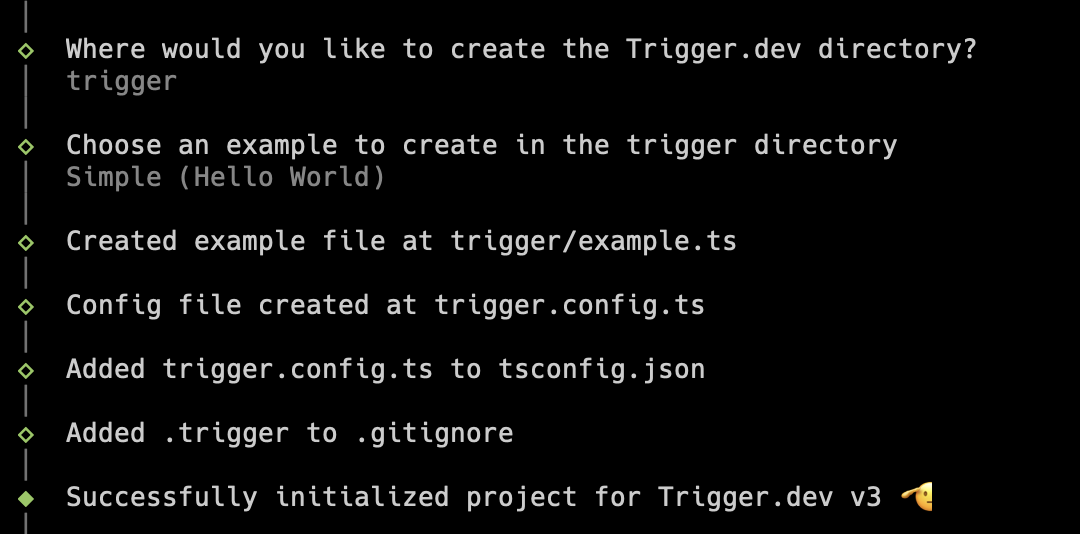 Where would you like to create the Trigger.dev directory?
trigger
Choose an example to create in the trigger directory
Simple (Hello World)
Created example file at trigger/example.ts
Config file created at trigger.config.ts
Added trigger.config.ts to tsconfig.json
Added .trigger to .gitignore
Successfully initialized project for Trigger.dev v3 🫡